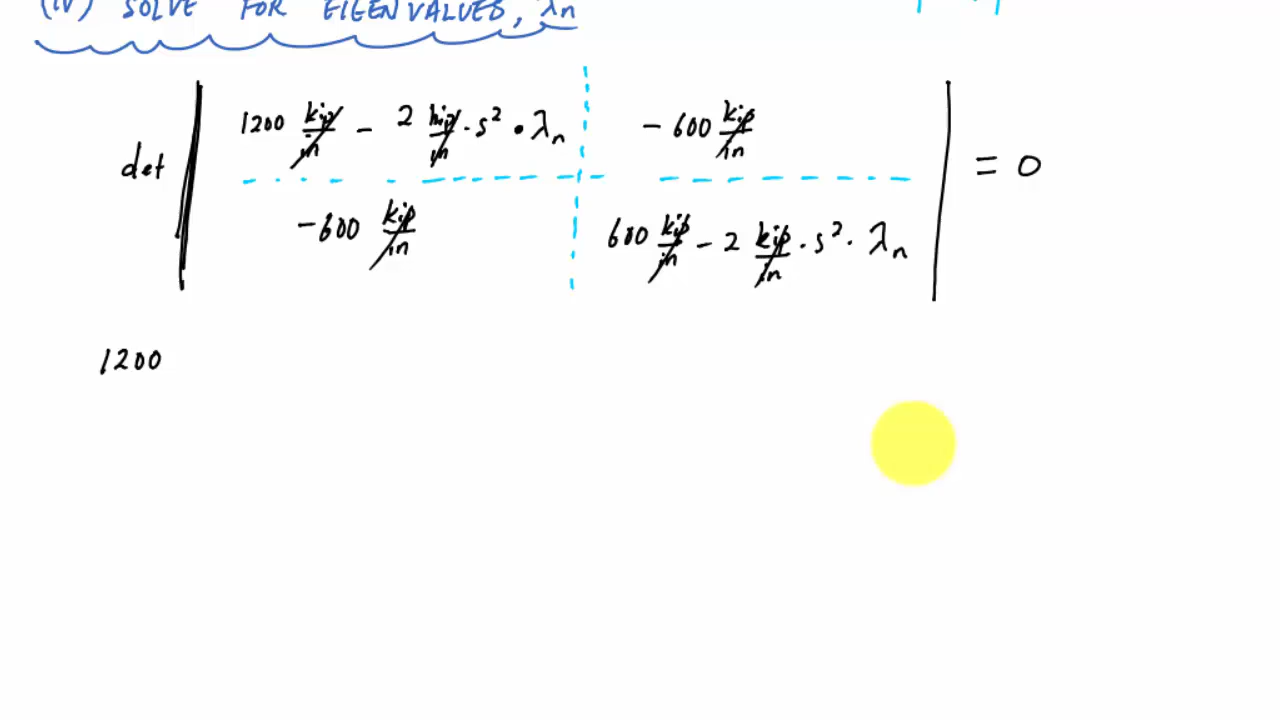 (iv) SOLVE FOR EIGENVALUES, λn
det | 1200 kip/in - 2 kip/in · s² · λn   - 600 kip/in | = 0
- 600 kip/in   600 kip/in - 2 kip/in · s² · λn
1200